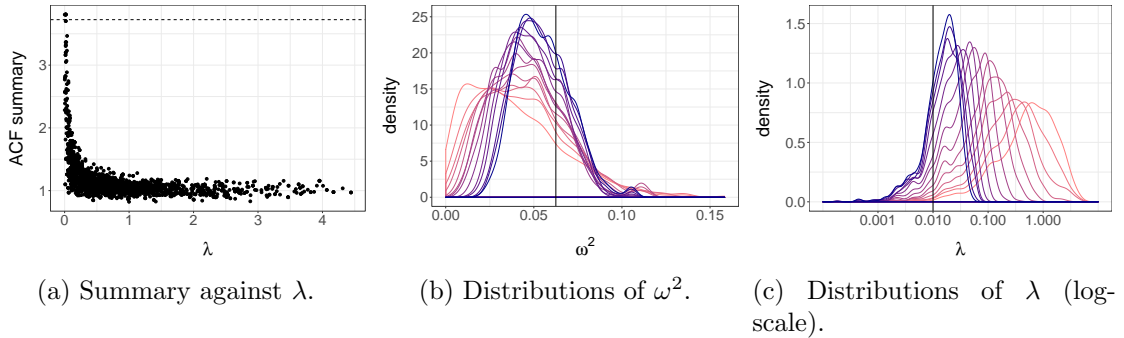 ACF summary
3
2
1
0
1
2
3
4
λ
density
25
20
15
10
5
0
0.00
0.05
0.10
0.15
ω²
density
1.5
1.0
0.5
0.0
0.001
0.010
0.100
1.000
λ
(a) Summary against λ.
(b) Distributions of ω².
(c) Distributions of λ (log-
scale).